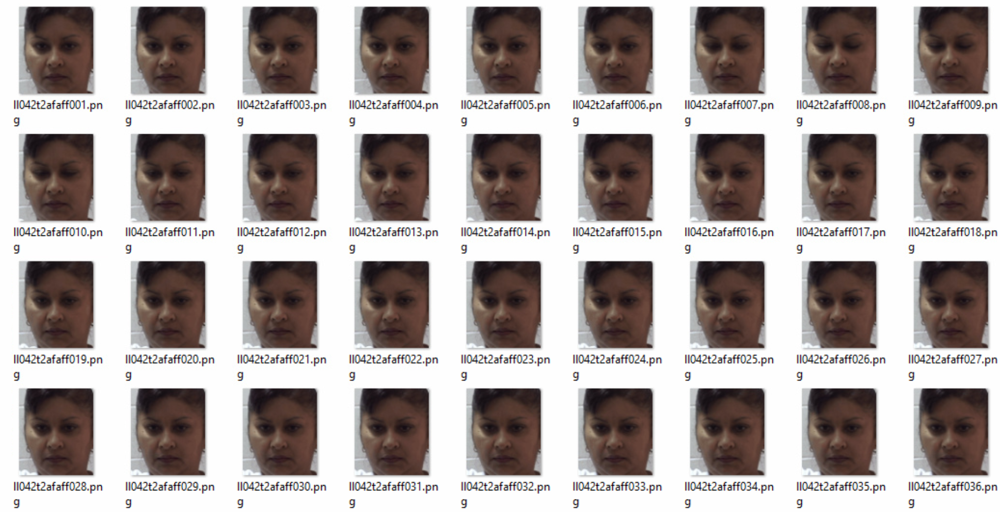 ll042t2afaff001.pn
g
ll042t2afaff002.pn
g
ll042t2afaff003.pn
g
ll042t2afaff004.pn
g
ll042t2afaff005.pn
g
ll042t2afaff006.pn
g
ll042t2afaff007.pn
g
ll042t2afaff008.pn
g
ll042t2afaff009.pn
g
ll042t2afaff010.pn
g
ll042t2afaff011.pn
g
ll042t2afaff012.pn
g
ll042t2afaff013.pn
g
ll042t2afaff014.pn
g
ll042t2afaff015.pn
g
ll042t2afaff016.pn
g
ll042t2afaff017.pn
g
ll042t2afaff018.pn
g
ll042t2afaff019.pn
g
ll042t2afaff020.pn
g
ll042t2afaff021.pn
g
ll042t2afaff022.pn
g
ll042t2afaff023.pn
g
ll042t2afaff024.pn
g
ll042t2afaff025.pn
g
ll042t2afaff026.pn
g
ll042t2afaff027.pn
g
ll042t2afaff028.pn
g
ll042t2afaff029.pn
g
ll042t2afaff030.pn
g
ll042t2afaff031.pn
g
ll042t2afaff032.pn
g
ll042t2afaff033.pn
g
ll042t2afaff034.pn
g
ll042t2afaff035.pn
g
ll042t2afaff036.pn
g